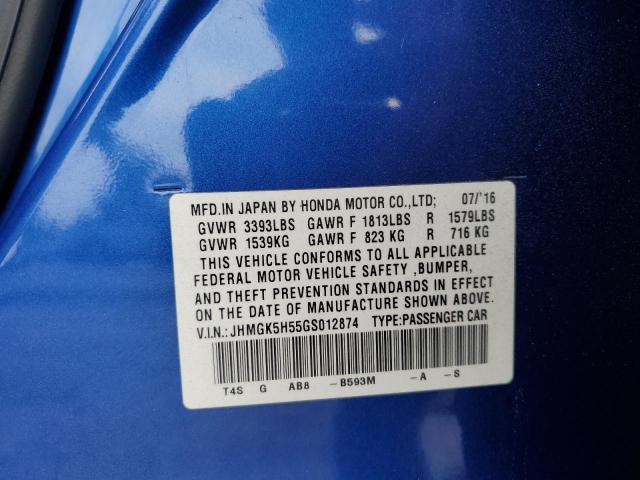 MFD.IN JAPAN BY HONDA MOTOR CO.,LTD; 07/'16
GVWR 3393LBS GAWR F 1813LBS R 1579LBS
GVWR 1539KG GAWR F 823 KG R 716 KG
THIS VEHICLE CONFORMS TO ALL APPLICABLE
FEDERAL MOTOR VEHICLE SAFETY ,BUMPER,
AND THEFT PREVENTION STANDARDS IN EFFECT
ON THE DATE OF MANUFACTURE SHOWN ABOVE.
V.I.N.:JHMGK5H55GS012874 TYPE:PASSENGER CAR
T4S G AB8 -B593M -A -S